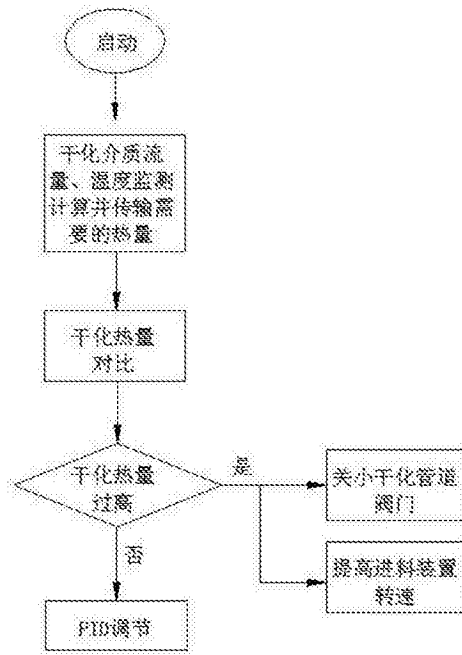 启动
干化介质流
量、温度监测
计算并传输需
要的热量
干化热量
对比
干化热量
过高
是
关小干化管道
阀门
提高进料装置
转速
否
PID调节